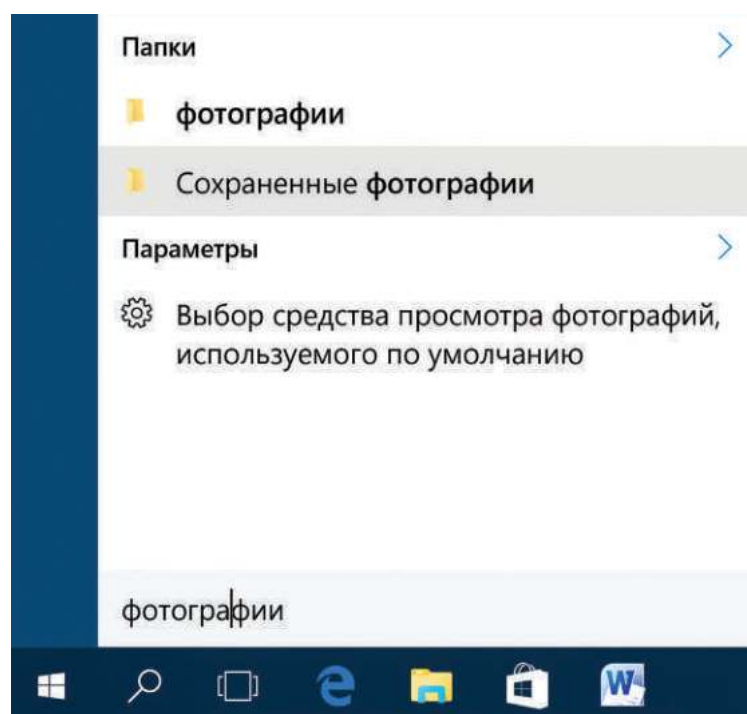 Папки
фотографии
Сохраненные фотографии
Параметры
Выбор средства просмотра фотографий,
используемого по умолчанию
фотографии
W